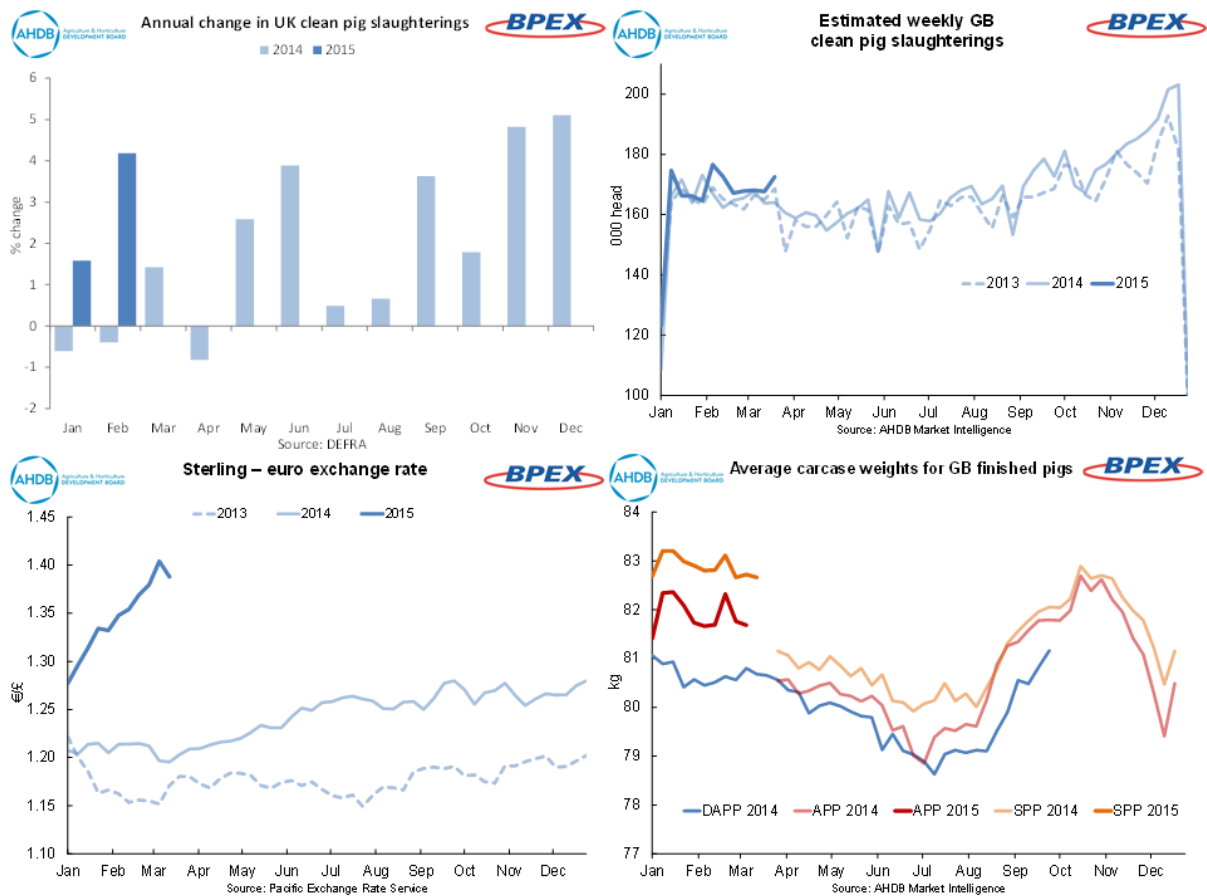 AHDB
Agriculture & Horticulture
DEVELOPMENT BOARD
Annual change in UK clean pig slaughterings
BPEX
2014 2015
6
5
4
3
2
1
0
-1
-2
% change
Jan Feb Mar Apr May Jun Jul Aug Sep Oct Nov Dec
Source: DEFRA
AHDB
Agriculture & Horticulture
DEVELOPMENT BOARD
Estimated weekly GB
clean pig slaughterings
BPEX
200
180
160
140
120
100
000 head
2013 2014 2015
Jan Feb Mar Apr May Jun Jul Aug Sep Oct Nov Dec
Source: AHDB Market Intelligence
AHDB
Agriculture & Horticulture
DEVELOPMENT BOARD
Sterling – euro exchange rate
BPEX
2013 2014 2015
1.45
1.40
1.35
1.30
1.25
1.20
1.15
1.10
€/£
Jan Feb Mar Apr May Jun Jul Aug Sep Oct Nov Dec
Source: Pacific Exchange Rate Service
AHDB
Agriculture & Horticulture
DEVELOPMENT BOARD
Average carcase weights for GB finished pigs
BPEX
84
83
82
81
80
79
78
77
kg
DAPP 2014 APP 2014 APP 2015 SPP 2014 SPP 2015
Jan Feb Mar Apr May Jun Jul Aug Sep Oct Nov Dec
Source: AHDB Market Intelligence